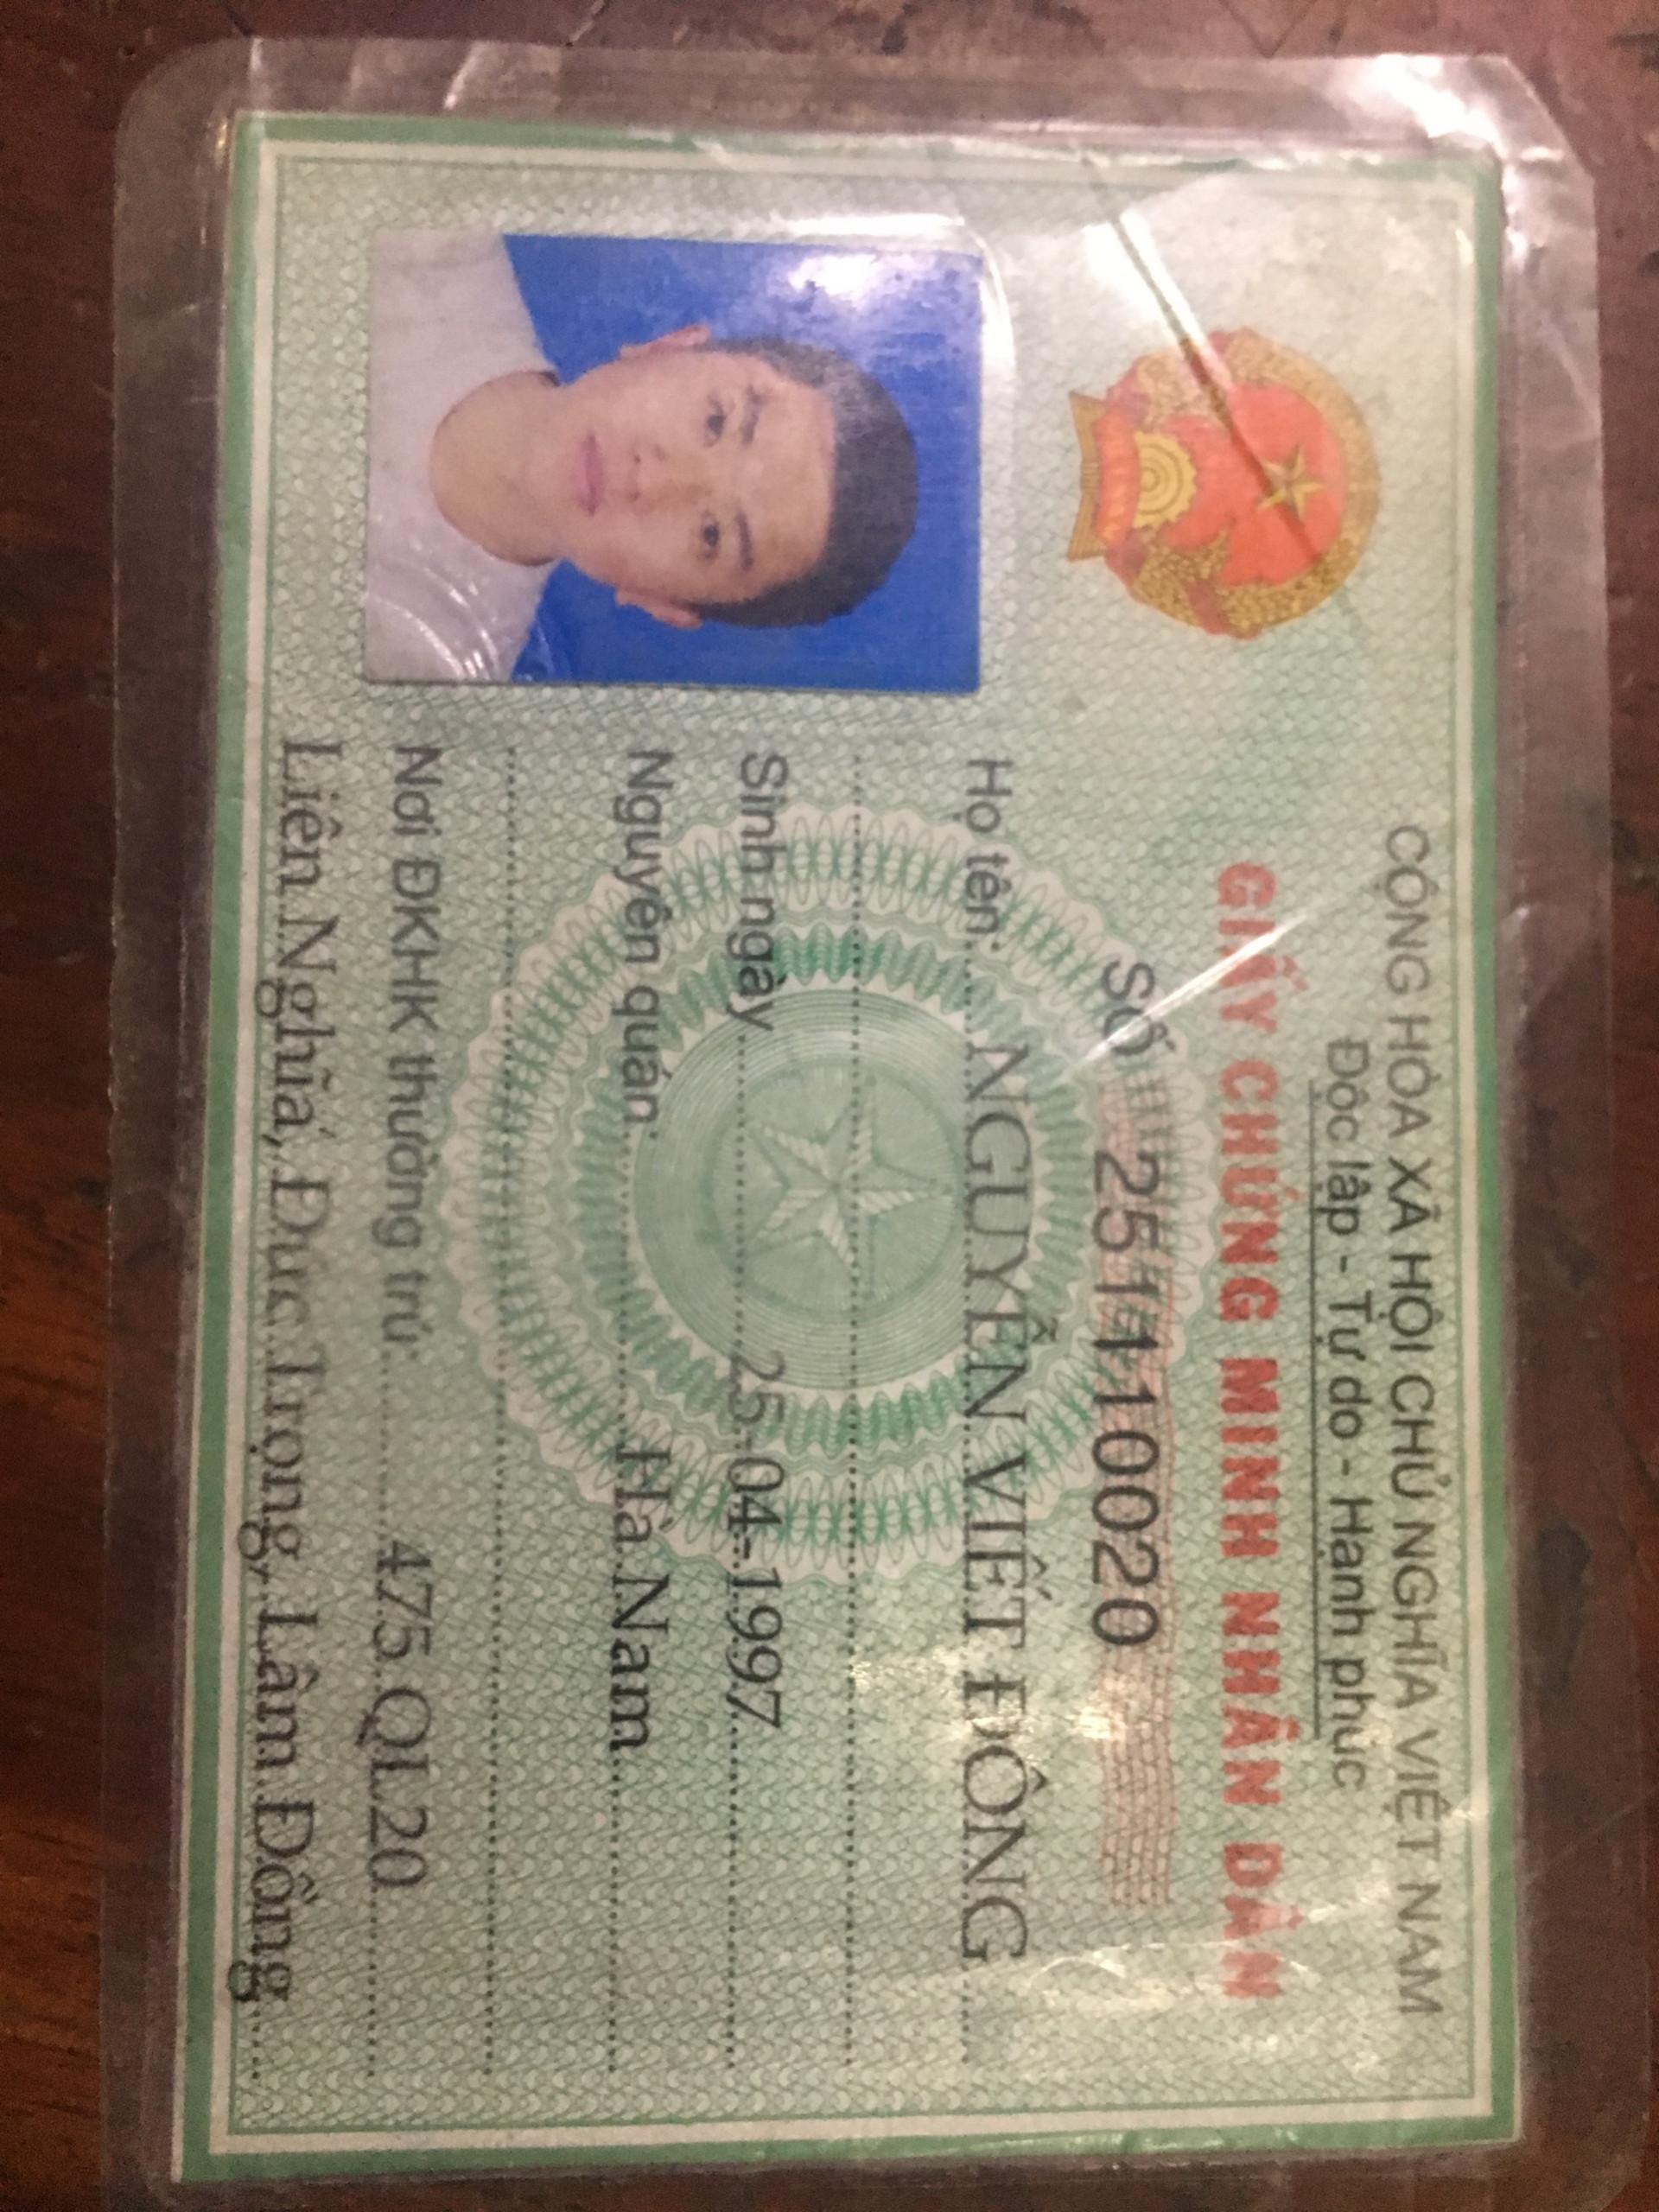 CỘNG HÒA XÃ HỘI CHỦ NGHĨA VIỆT NAM
Độc lập - Tự do - Hạnh phúc
GIẤY CHỨNG MINH NHÂN DÂN
SỐ 251110020
Họ tên: NGUYỄN VIẾT ĐÔNG
Sinh ngày 25-04-1997
Nguyên quán: Hà Nam
Nơi ĐKHK thường trú: 475 QL20
Liên Nghĩa, Đức Trọng, Lâm Đồng